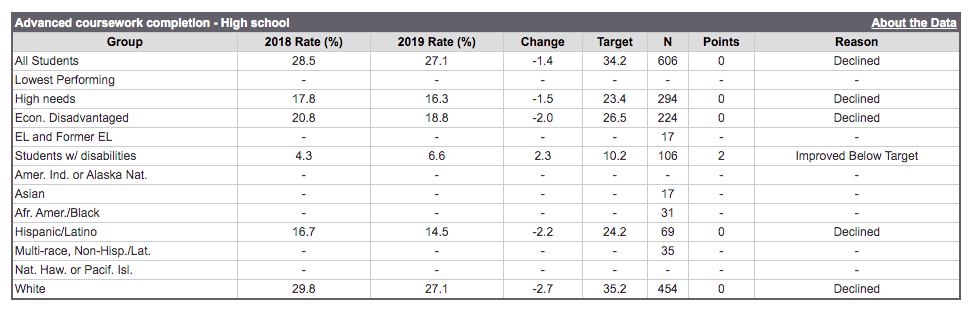 Advanced coursework completion - High school About the Data
Group 2018 Rate (%) 2019 Rate (%) Change Target N Points Reason
All Students 28.5 27.1 -1.4 34.2 606 0 Declined
Lowest Performing - - - - - - -
High needs 17.8 16.3 -1.5 23.4 294 0 Declined
Econ. Disadvantaged 20.8 18.8 -2.0 26.5 224 0 Declined
EL and Former EL - - - - 17 - -
Students w/ disabilities 4.3 6.6 2.3 10.2 106 2 Improved Below Target
Amer. Ind. or Alaska Nat. - - - - - - -
Asian - - - - 17 - -
Afr. Amer./Black - - - - 31 - -
Hispanic/Latino 16.7 14.5 -2.2 24.2 69 0 Declined
Multi-race, Non-Hisp./Lat. - - - - 35 - -
Nat. Haw. or Pacif. Isl. - - - - - - -
White 29.8 27.1 -2.7 35.2 454 0 Declined